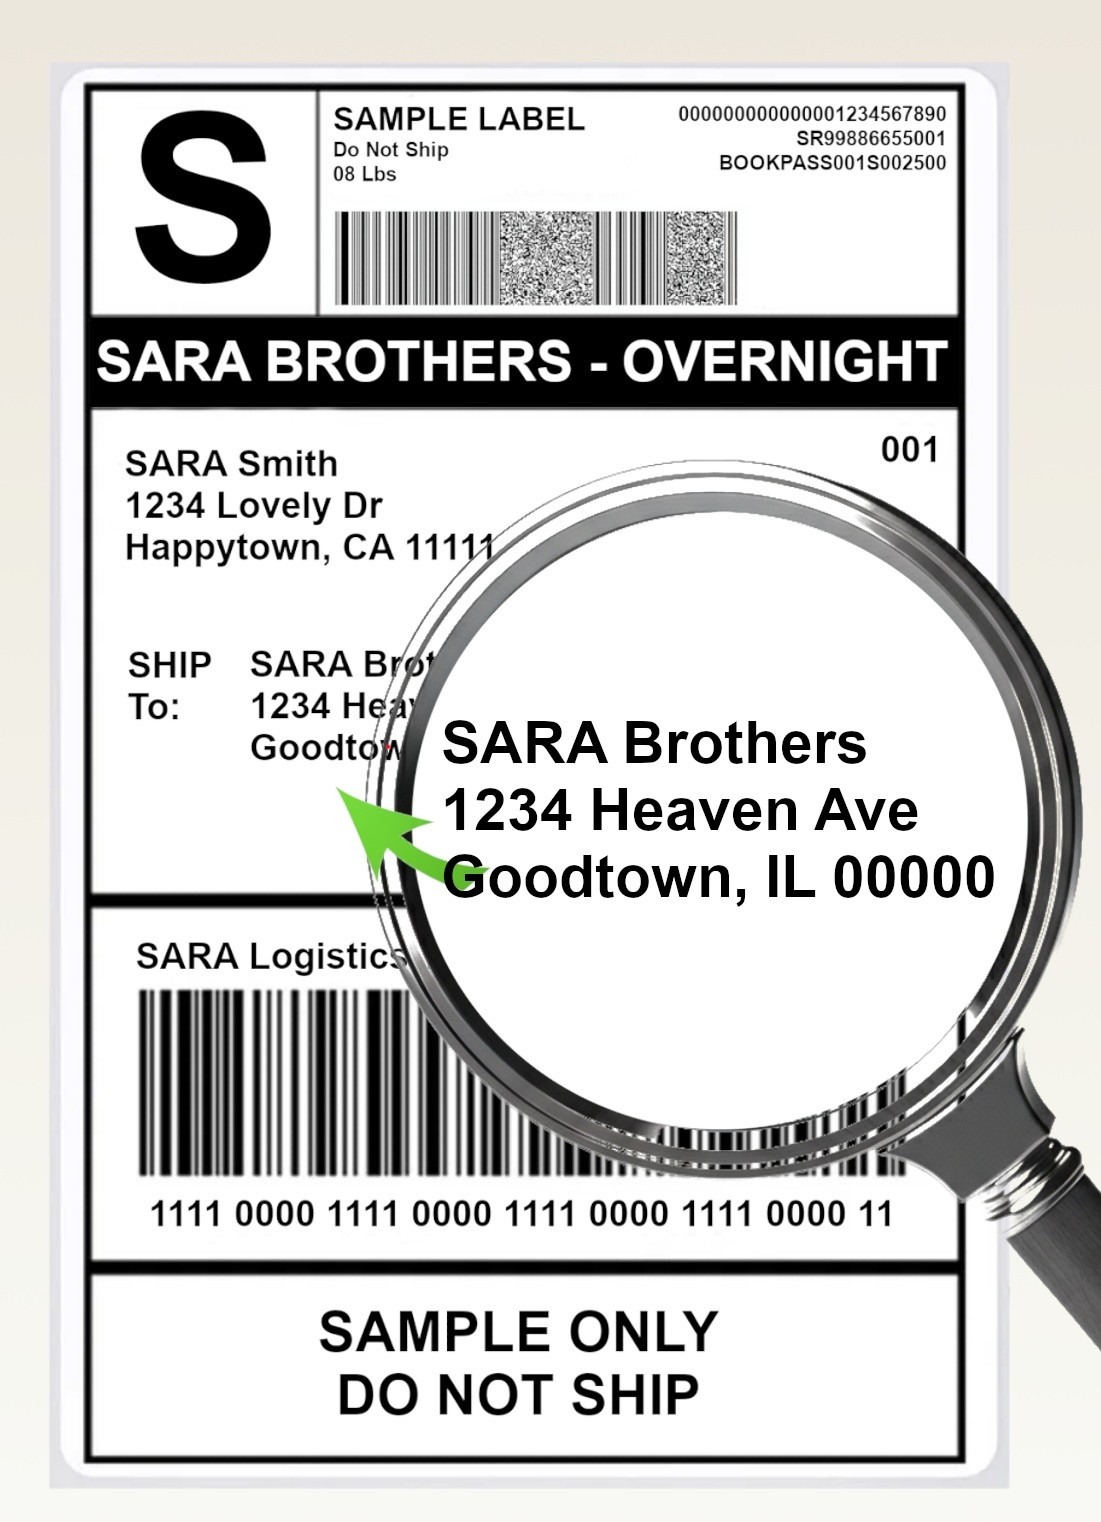 S
SAMPLE LABEL
Do Not Ship
08 Lbs
000000000000001234567890
SR99886655001
BOOKPASS001S002500
SARA BROTHERS - OVERNIGHT
001
SARA Smith
1234 Lovely Dr
Happytown, CA 11111
SHIP To:
SARA Brot
1234 Heav
Goodtow
SARA Brothers
1234 Heaven Ave
Goodtown, IL 00000
SARA Logistics
1111 0000 1111 0000 1111 0000 1111 0000 11
SAMPLE ONLY
DO NOT SHIP